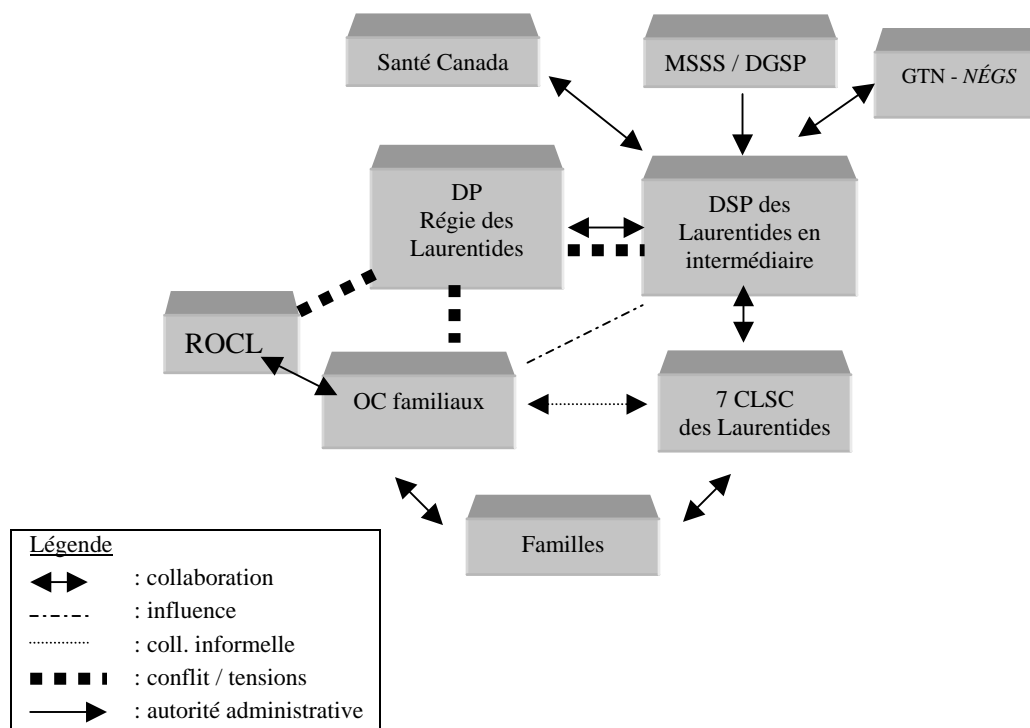 Santé Canada
MSSS / DGSP
GTN - NÉGS
DP
Régie des
Laurentides
DSP des
Laurentides en
intermédiaire
ROCL
OC familiaux
7 CLSC
des Laurentides
Familles
Légende
: collaboration
: influence
: coll. informelle
: conflit / tensions
: autorité administrative